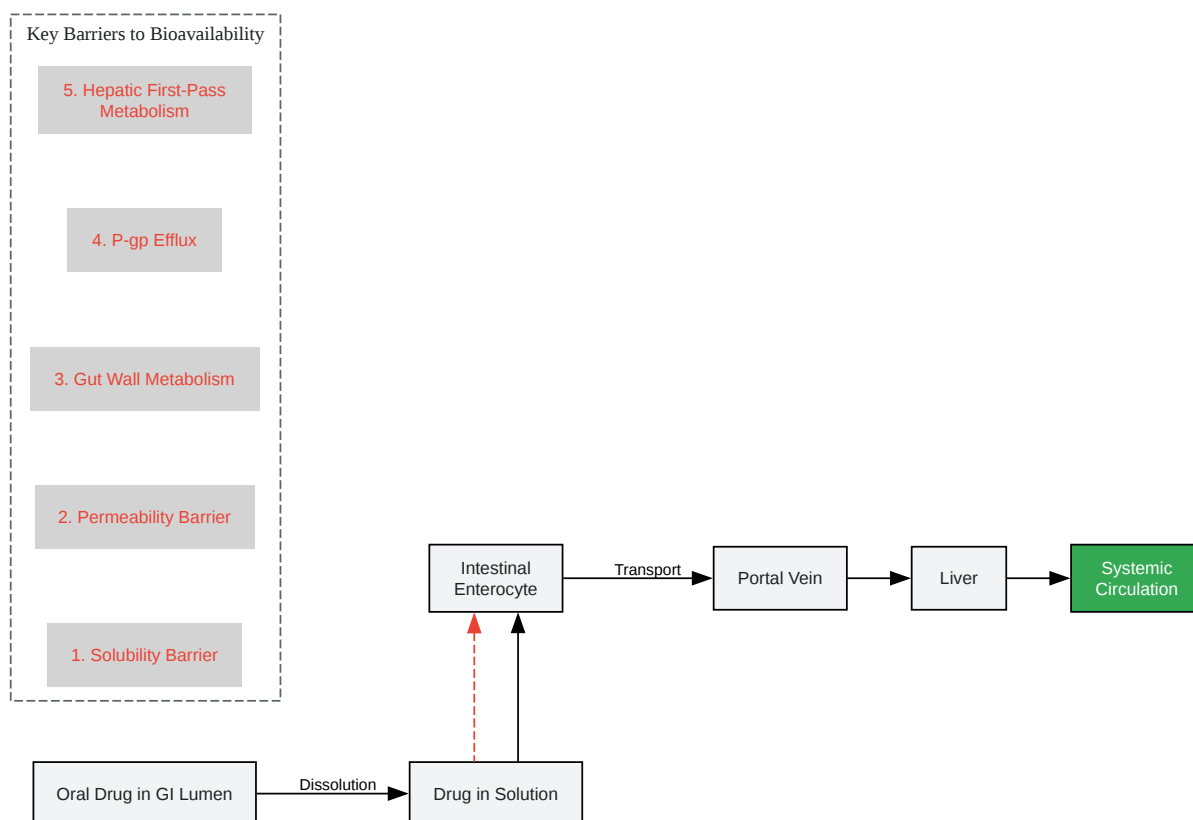 Key Barriers to Bioavailability
5. Hepatic First-Pass
Metabolism
4. P-gp Efflux
3. Gut Wall Metabolism
2. Permeability Barrier
1. Solubility Barrier
Intestinal
Enterocyte
Transport
Portal Vein
Liver
Systemic
Circulation
Oral Drug in GI Lumen
Dissolution
Drug in Solution